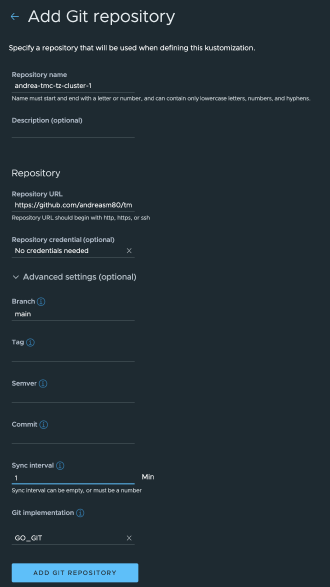 ← Add Git repository
Specify a repository that will be used when defining this kustomization.
Repository name
andrea-tmc-tz-cluster-1
Name must start and end with a letter or number, and can contain only lowercase letters, numbers, and hyphens.
Description (optional)
Repository
Repository URL
https://github.com/andreasm80/tm
Repository URL should begin with http, https, or ssh
Repository credential (optional)
No credentials needed
Advanced settings (optional)
Branch
main
Tag
Semver
Commit
Sync interval
1 Min
Sync interval can be empty, or must be a number
Git implementation
GO_GIT
ADD GIT REPOSITORY